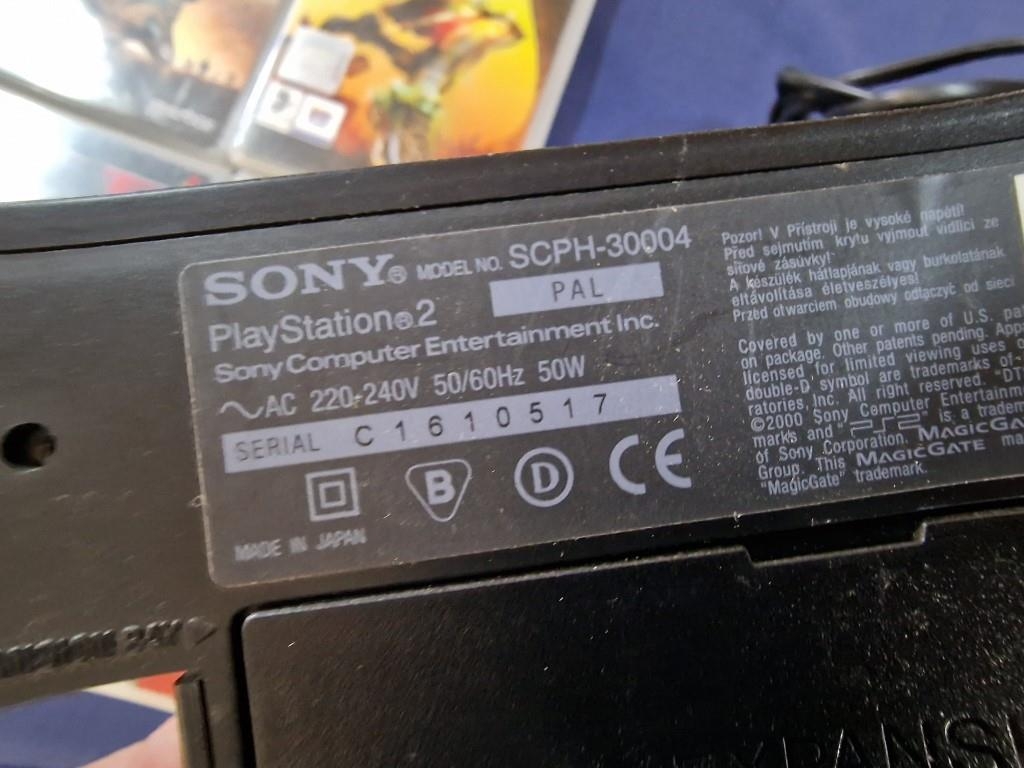 SONY® MODEL NO. SCPH-30004
PAL
PlayStation®2
Sony Computer Entertainment Inc.
AC 220-240V 50/60Hz 50W
SERIAL C1610517
B D CE
MADE IN JAPAN
Pozor! V Přístroji je vysoké napětí!
Před sejmutím krytu vyjmout vidlici ze
síťové zásuvky!
A készülék hátlapjának vagy burkolatának
eltávolítása életveszélyes!
Przed otwarciem obudowy odłączyć od sieci
Covered by one or more of U.S.
on package. Other patents pending.
licensed for limited viewing uses
double-D symbol are trademarks of
ratories, Inc. All right reserved.
©2000 Sony Computer Entertainment
marks and " PS2 " is a
of Sony Corporation. MAGICGATE
Group. This MAGICGATE
"MagicGate" trademark.